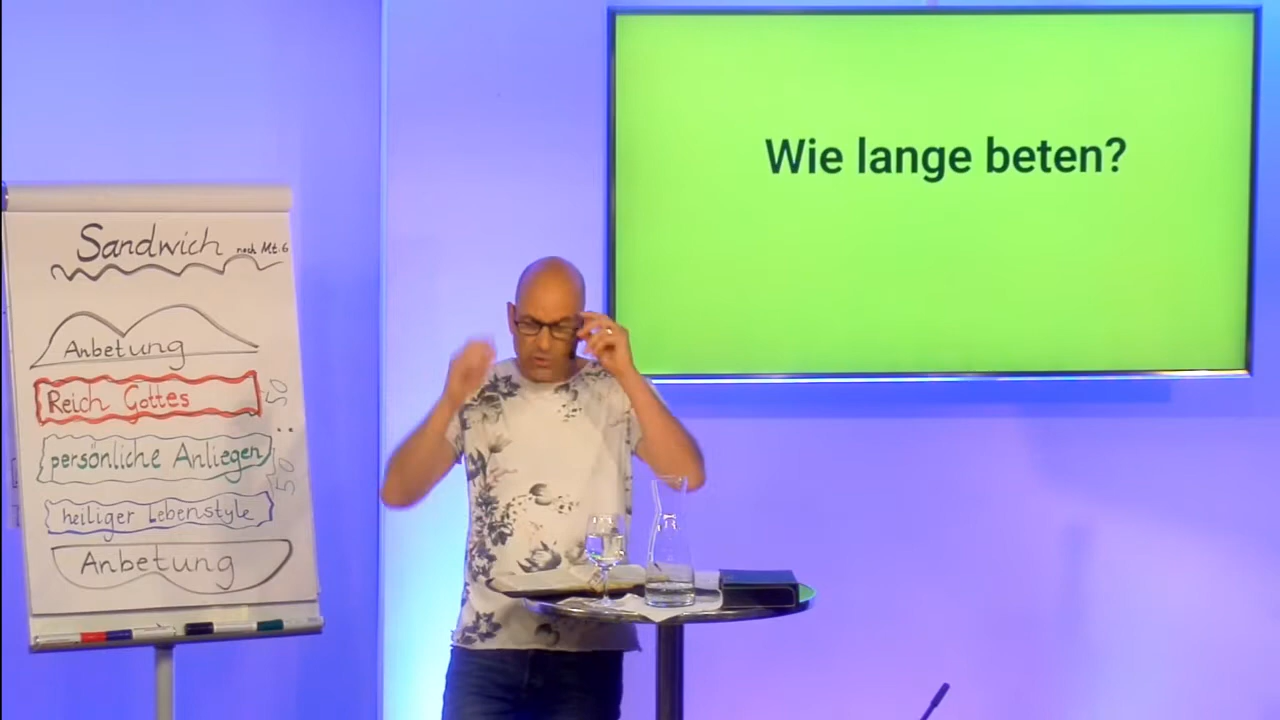 Wie lange beten?
Sandwich nach Mt.6
Anbetung
Reich Gottes
50
:
persönliche Anliegen
50
heiliger Lebenstyle
Anbetung